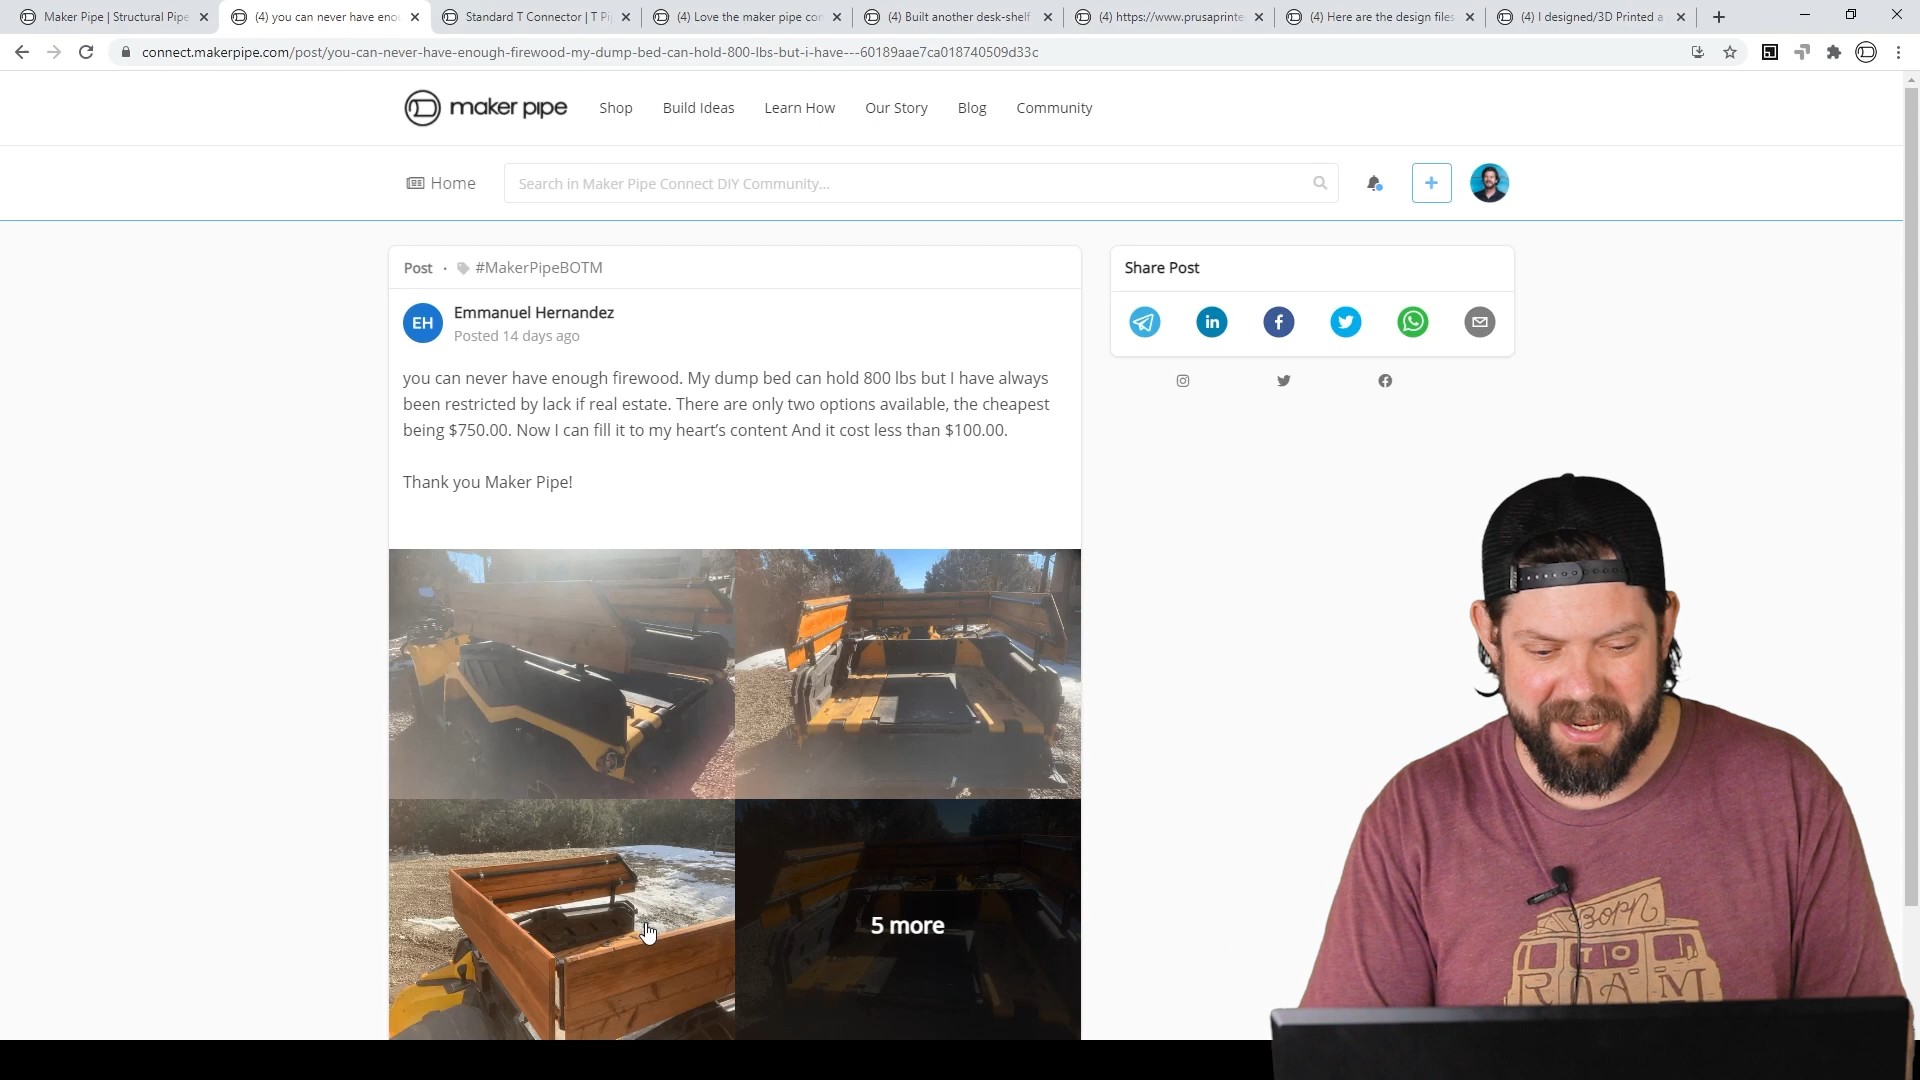 Maker Pipe | Structural Pipe
(4) you can never have eno
Standard T Connector | T Pi
(4) Love the maker pipe co
(4) Built another desk-shelf
(4) https://www.prusaprinte
(4) Here are the design files
(4) I designed/3D Printed a
connect.makerpipe.com/post/you-can-never-have-enough-firewood-my-dump-bed-can-hold-800-lbs-but-i-have---60189aae7ca018740509d33c
maker pipe
Shop
Build Ideas
Learn How
Our Story
Blog
Community
Home
Search in Maker Pipe Connect DIY Community...
Post · #MakerPipeBOTM
Share Post
EH
Emmanuel Hernandez
Posted 14 days ago
you can never have enough firewood. My dump bed can hold 800 lbs but I have always
been restricted by lack if real estate. There are only two options available, the cheapest
being $750.00. Now I can fill it to my heart’s content And it cost less than $100.00.
Thank you Maker Pipe!
5 more
BORN
TO
ROAM